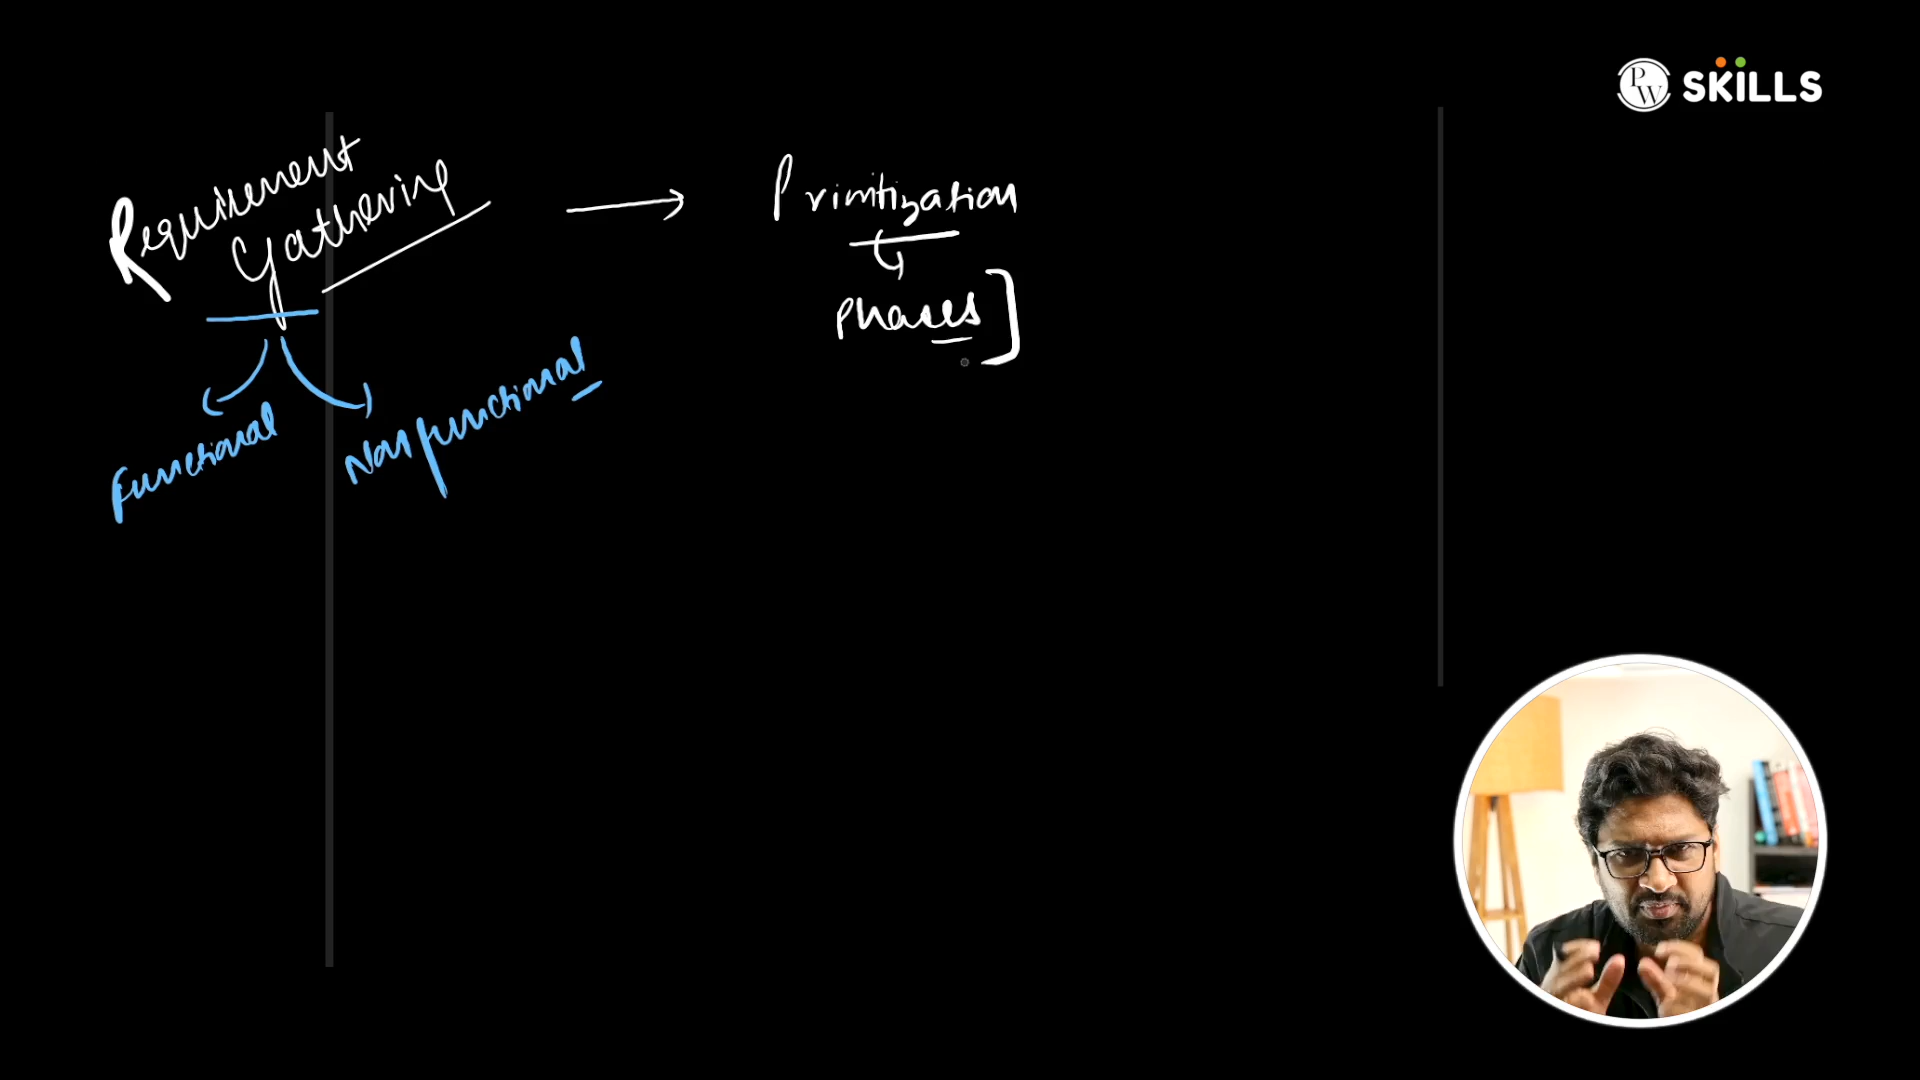 PW SKILLS
Requirement
Gathering
Prioritization
Phases
Functional
Non functional